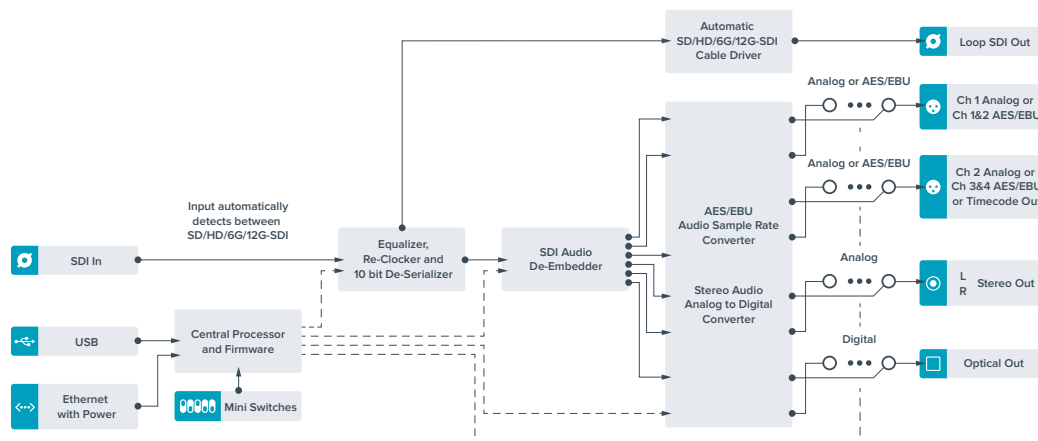 Automatic
SD/HD/6G/12G-SDI
Cable Driver
Loop SDI Out
Analog or AES/EBU
Ch 1 Analog or
Ch 1&2 AES/EBU
Analog or AES/EBU
Ch 2 Analog or
Ch 3&4 AES/EBU
or Timecode Out
Input automatically
detects between
SD/HD/6G/12G-SDI
SDI In
Equalizer,
Re-Clocker and
10 bit De-Serializer
SDI Audio
De-Embedder
AES/EBU
Audio Sample Rate
Converter
Stereo Audio
Analog to Digital
Converter
Analog
L
R
Stereo Out
USB
Central Processor
and Firmware
Digital
Optical Out
Ethernet
with Power
Mini Switches